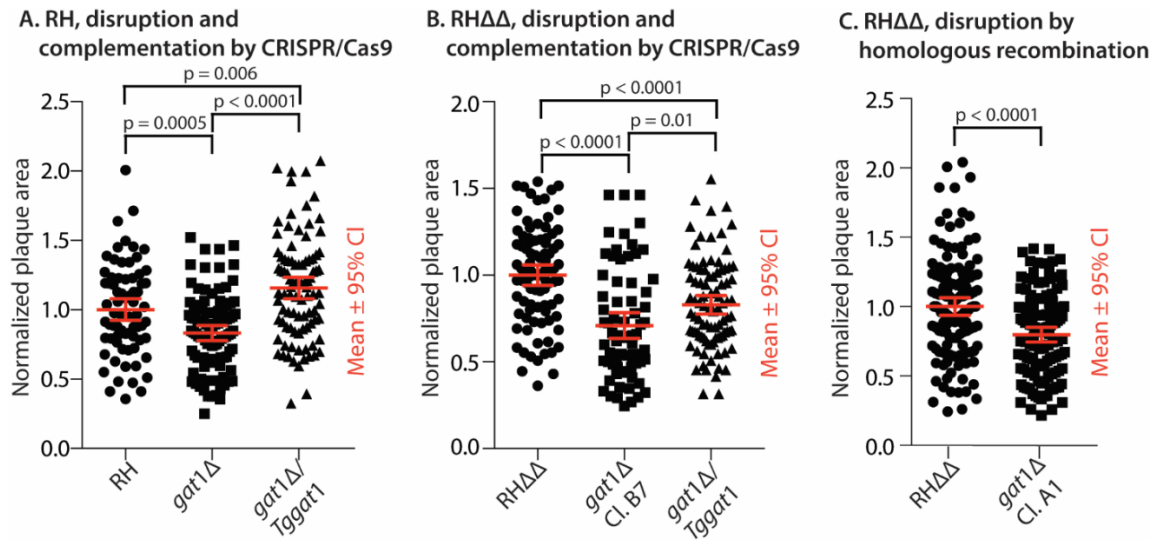 A. RH, disruption and
complementation by CRISPR/Cas9
p = 0.006
p < 0.0001
p = 0.0005
2.5
2.0
1.5
1.0
0.5
0.0
Normalized plaque area
Mean ± 95% CI
RH
gat1Δ
gat1Δ/
Tggat1
B. RHΔΔ, disruption and
complementation by CRISPR/Cas9
p < 0.0001
p = 0.01
p < 0.0001
2.0
1.5
1.0
0.5
0.0
Normalized plaque area
Mean ± 95% CI
RHΔΔ
gat1Δ
Cl. B7
gat1Δ/
Tggat1
C. RHΔΔ, disruption by
homologous recombination
p < 0.0001
2.5
2.0
1.5
1.0
0.5
0.0
Normalized plaque area
Mean ± 95% CI
RHΔΔ
gat1Δ
Cl. A1